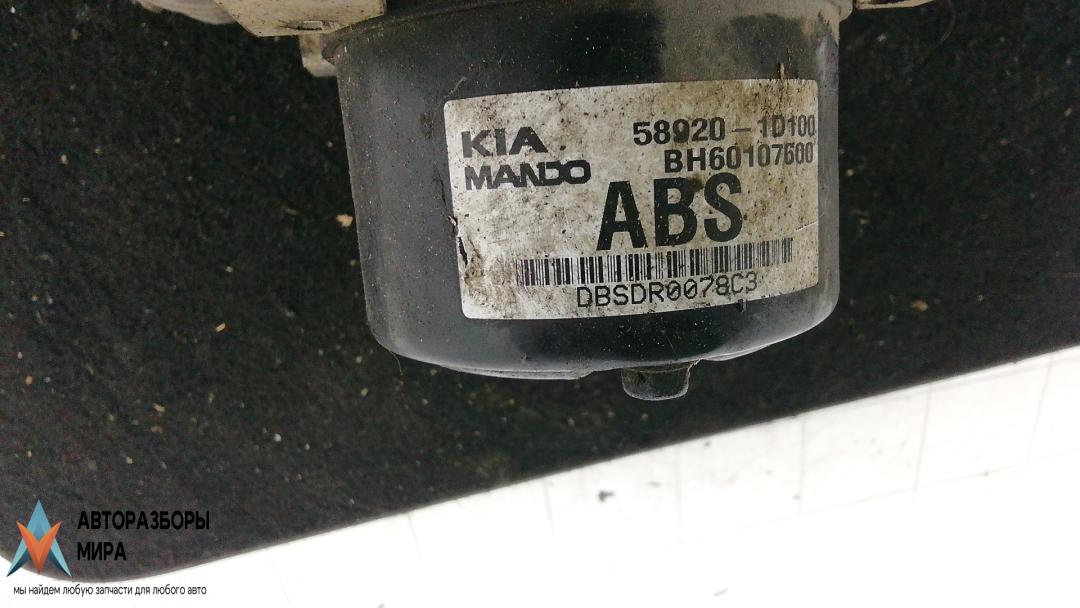 KIA 58920-1D100
MANDO BH60107600
ABS
DBSDR0078C3
АВТОРАЗБОРЫ
МИРА
мы найдем любую запчасти для любого авто